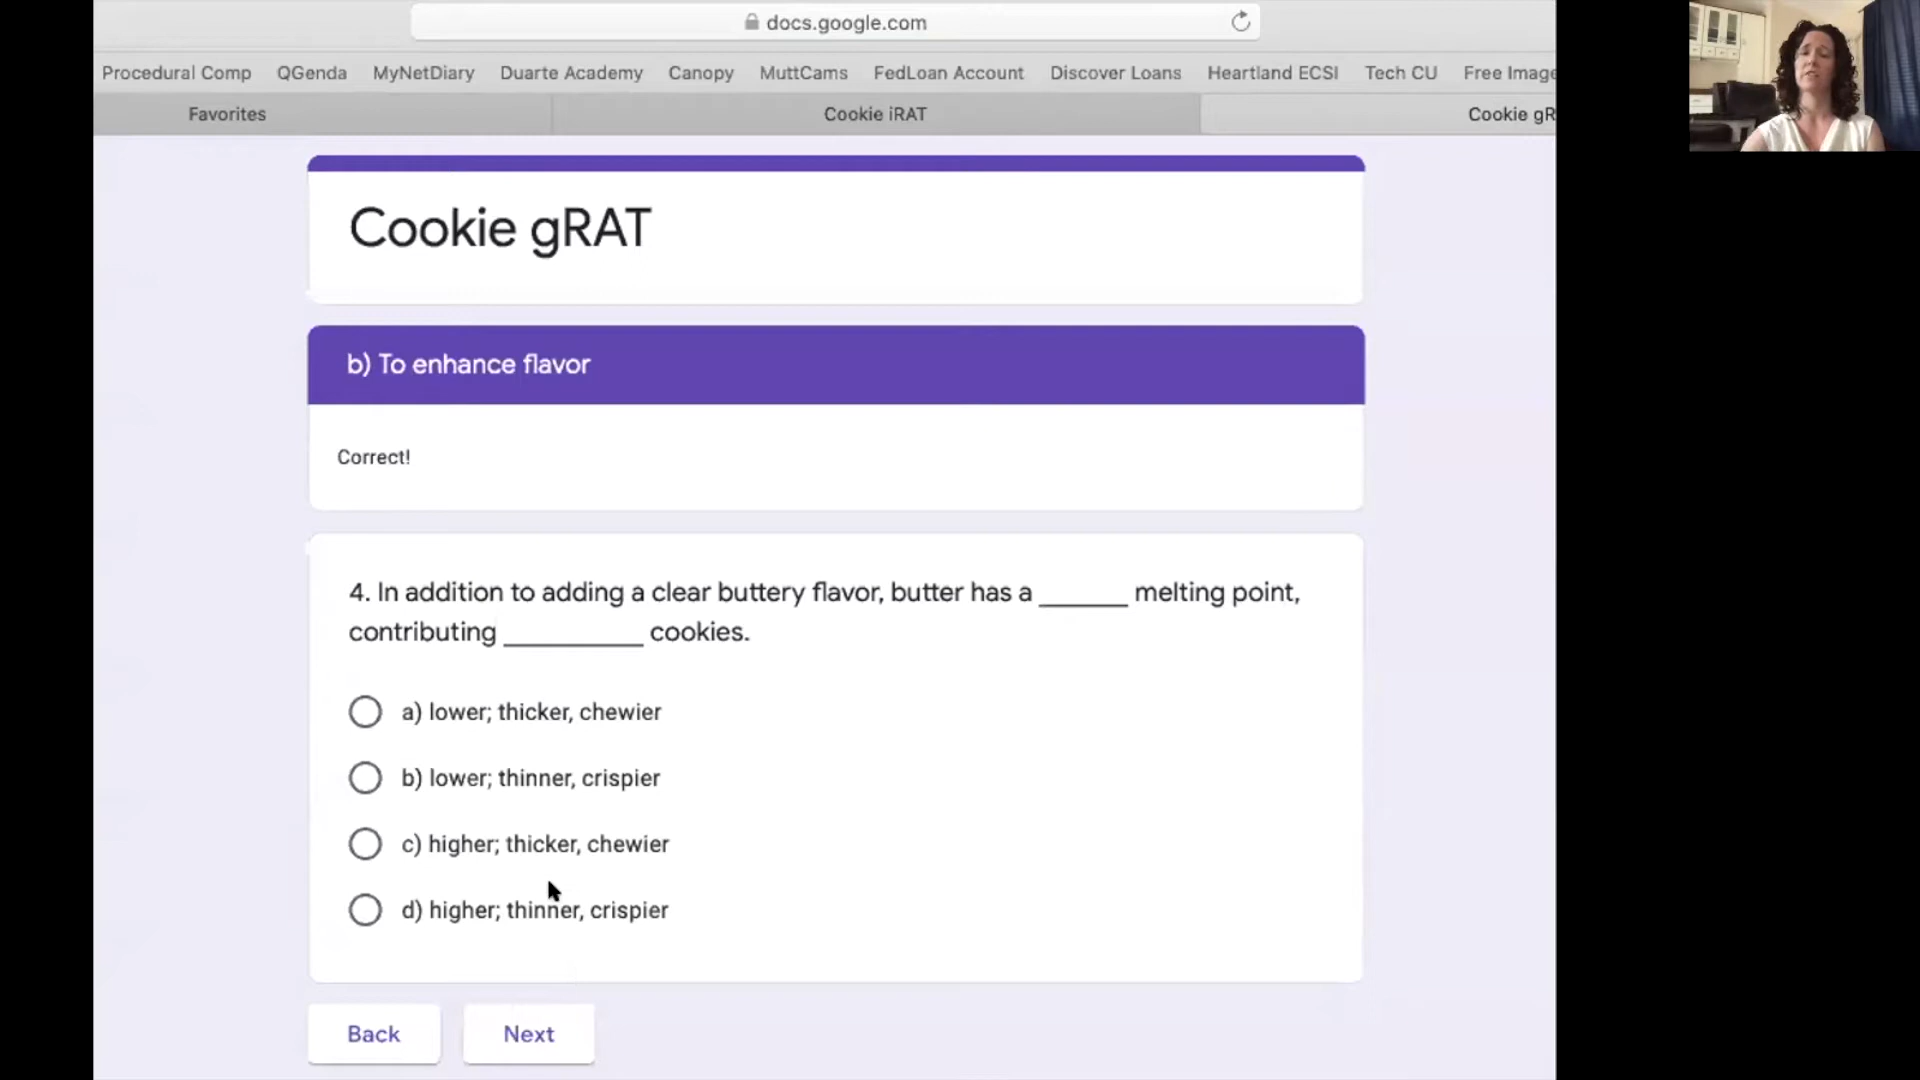 docs.google.com
Procedural Comp QGenda MyNetDiary Duarte Academy Canopy MuttCams FedLoan Account Discover Loans Heartland ECSI Tech CU Free Image
Favorites Cookie iRAT Cookie gR
Cookie gRAT
b) To enhance flavor
Correct!
4. In addition to adding a clear buttery flavor, butter has a ______ melting point,
contributing __________ cookies.
a) lower; thicker, chewier
b) lower; thinner, crispier
c) higher; thicker, chewier
d) higher; thinner, crispier
Back Next